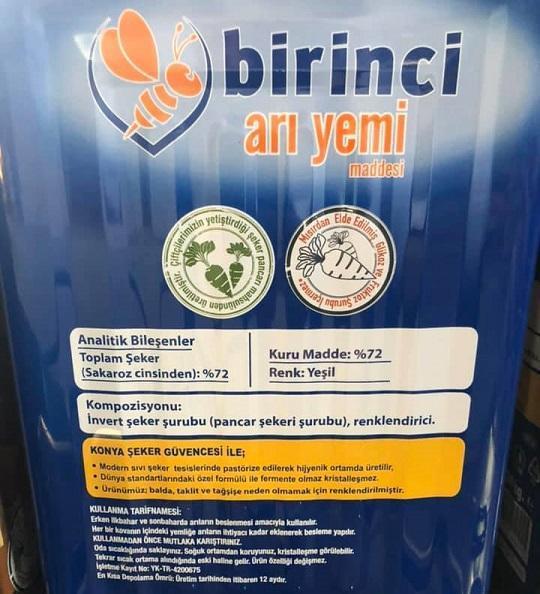 birinci
arı yemi
maddesi
Çiftçilerimizin yetiştirdiği şeker pancarı mahsulünden üretilmiştir.
Mısırdan Elde Edilmiş Glikoz ve Fruktoz Şurubu İçermez
Analitik Bileşenler
Toplam Şeker
(Sakaroz cinsinden): %72
Kuru Madde: %72
Renk: Yeşil
Kompozisyonu:
İnvert şeker şurubu (pancar şekeri şurubu), renklendirici.
KONYA ŞEKER GÜVENCESİ İLE;
• Modern sıvı şeker tesislerinde pastörize edilerek hijyenik ortamda üretilir,
• Dünya standartlarındaki özel formülü ile fermente olmaz kristalleşmez.
• Ürünümüz; balda, taklit ve tağşişe neden olmamak için renklendirilmiştir.
KULLANMA TARİFNAMESİ:
Erken ilkbahar ve sonbaharda arıların beslenmesi amacıyla kullanılır.
Her bir kovanın içindeki yemliğe arıların ihtiyacı kadar eklenerek besleme yapılır.
KULLANMADAN ÖNCE MUTLAKA KARIŞTIRINIZ.
Oda sıcaklığında saklayınız. Soğuk ortamdan koruyunuz, kristalleşme görülebilir.
Tekrar sıcak ortama alındığında eski haline gelir. Ürün özelliği değişmez.
İşletme Kayıt No: YK-TR-4200675
En Kısa Depolama Ömrü: Üretim tarihinden itibaren 12 aydır.